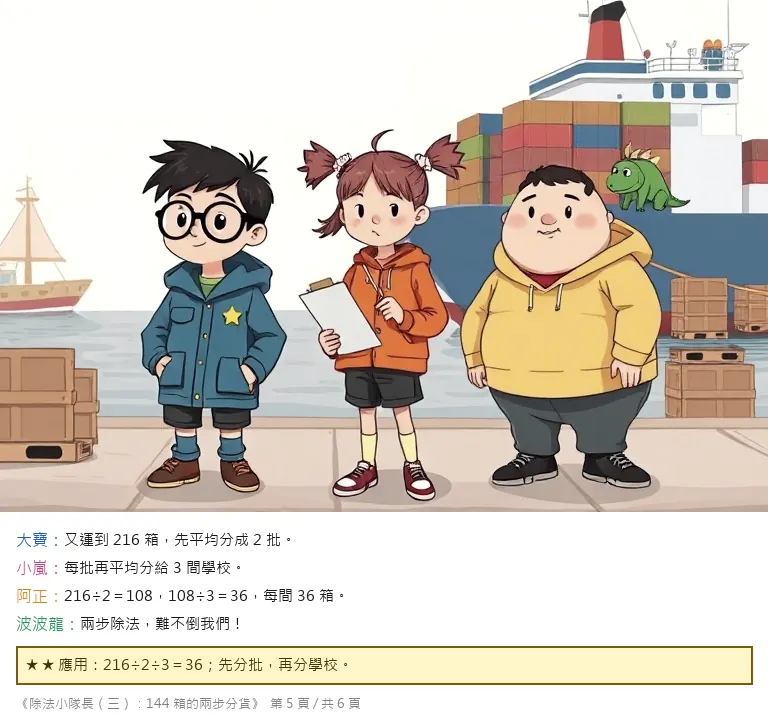 大寶：又運到 216 箱，先平均分成 2 批。
小嵐：每批再平均分給 3 間學校。
阿正：216÷2＝108，108÷3＝36，每間 36 箱。
波波龍：兩步除法，難不倒我們！
★★ 應用：216÷2÷3＝36；先分批，再分學校。
《除法小隊長（三）：144 箱的兩步分貨》 第 5 頁 / 共 6 頁